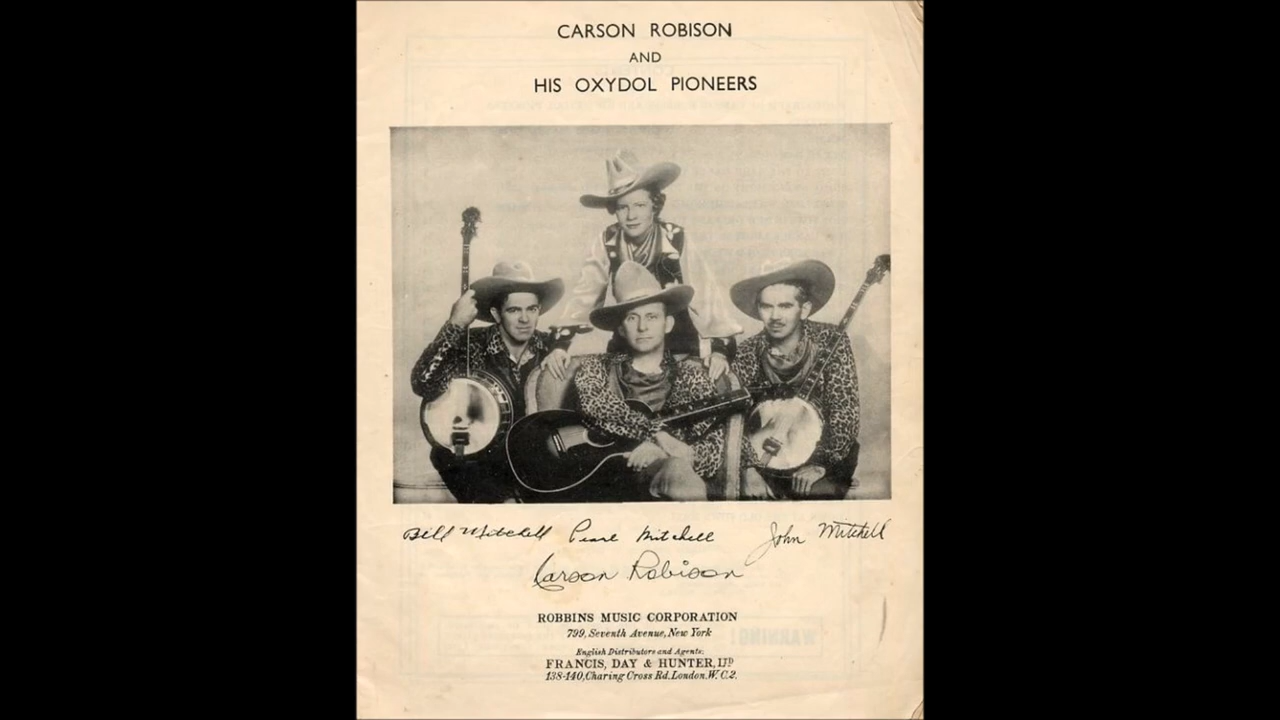 CARSON ROBISON
AND
HIS OXYDOL PIONEERS
Bill Mitchell Pearl Mitchell John Mitchell
Carson Robison
ROBBINS MUSIC CORPORATION
799, Seventh Avenue, New York
English Distributors and Agents:
FRANCIS, DAY & HUNTER, LTD
138-140, Charing Cross Rd. London. W.C.2.
WARNING!